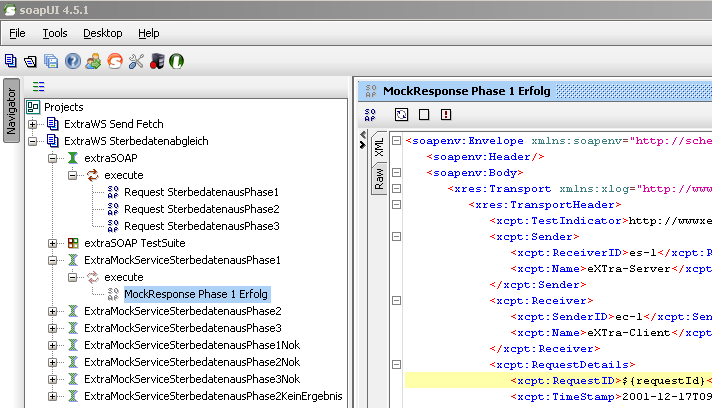 soapUI 4.5.1
File Tools Desktop Help
Navigator
Projects
ExtraWS Send Fetch
ExtraWS Sterbedatenabgleich
extraSOAP
execute
Request SterbedatenausPhase1
Request SterbedatenausPhase2
Request SterbedatenausPhase3
extraSOAP TestSuite
ExtraMockServiceSterbedatenausPhase1
execute
MockResponse Phase 1 Erfolg
ExtraMockServiceSterbedatenausPhase2
ExtraMockServiceSterbedatenausPhase3
ExtraMockServiceSterbedatenausPhase1Nok
ExtraMockServiceSterbedatenausPhase2Nok
ExtraMockServiceSterbedatenausPhase3Nok
ExtraMockServiceSterbedatenausPhase2KeinErgebnis
MockResponse Phase 1 Erfolg
XML
Raw
<soapenv:Envelope xmlns:soapenv="http://sche
<soapenv:Header/>
<soapenv:Body>
<xres:Transport xmlns:xlog="http://www
<xres:TransportHeader>
<xcpt:TestIndicator>http://wwwxe
<xcpt:Sender>
<xcpt:ReceiverID>es-1</xcpt:R
<xcpt:Name>eXTra-Server</xcpt
</xcpt:Sender>
<xcpt:Receiver>
<xcpt:SenderID>ec-1</xcpt:Sen
<xcpt:Name>eXTra-Client</xcpt
</xcpt:Receiver>
<xcpt:RequestDetails>
<xcpt:RequestID>${requestId}<
<xcpt:TimeStamp>2001-12-17T09